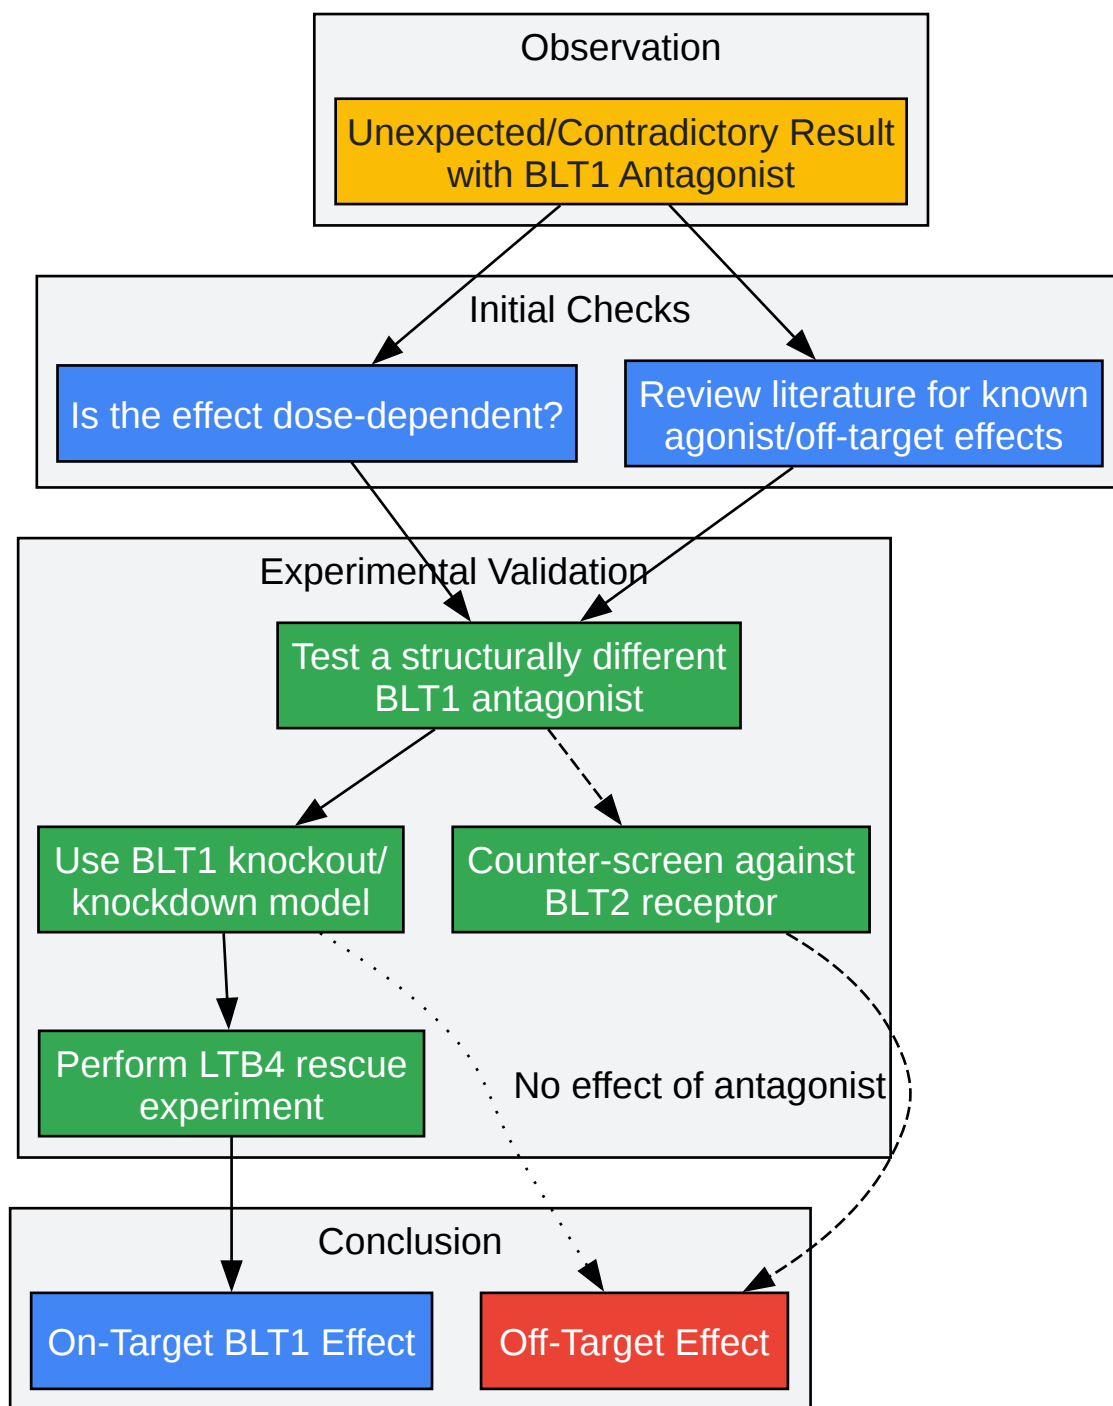 Observation
Unexpected/Contradictory Result
with BLT1 Antagonist
Initial Checks
Is the effect dose-dependent?
Review literature for known
agonist/off-target effects
Experimental Validation
Test a structurally different
BLT1 antagonist
Use BLT1 knockout/
knockdown model
Counter-screen against
BLT2 receptor
Perform LTB4 rescue
experiment
No effect of antagonist
Conclusion
On-Target BLT1 Effect
Off-Target Effect